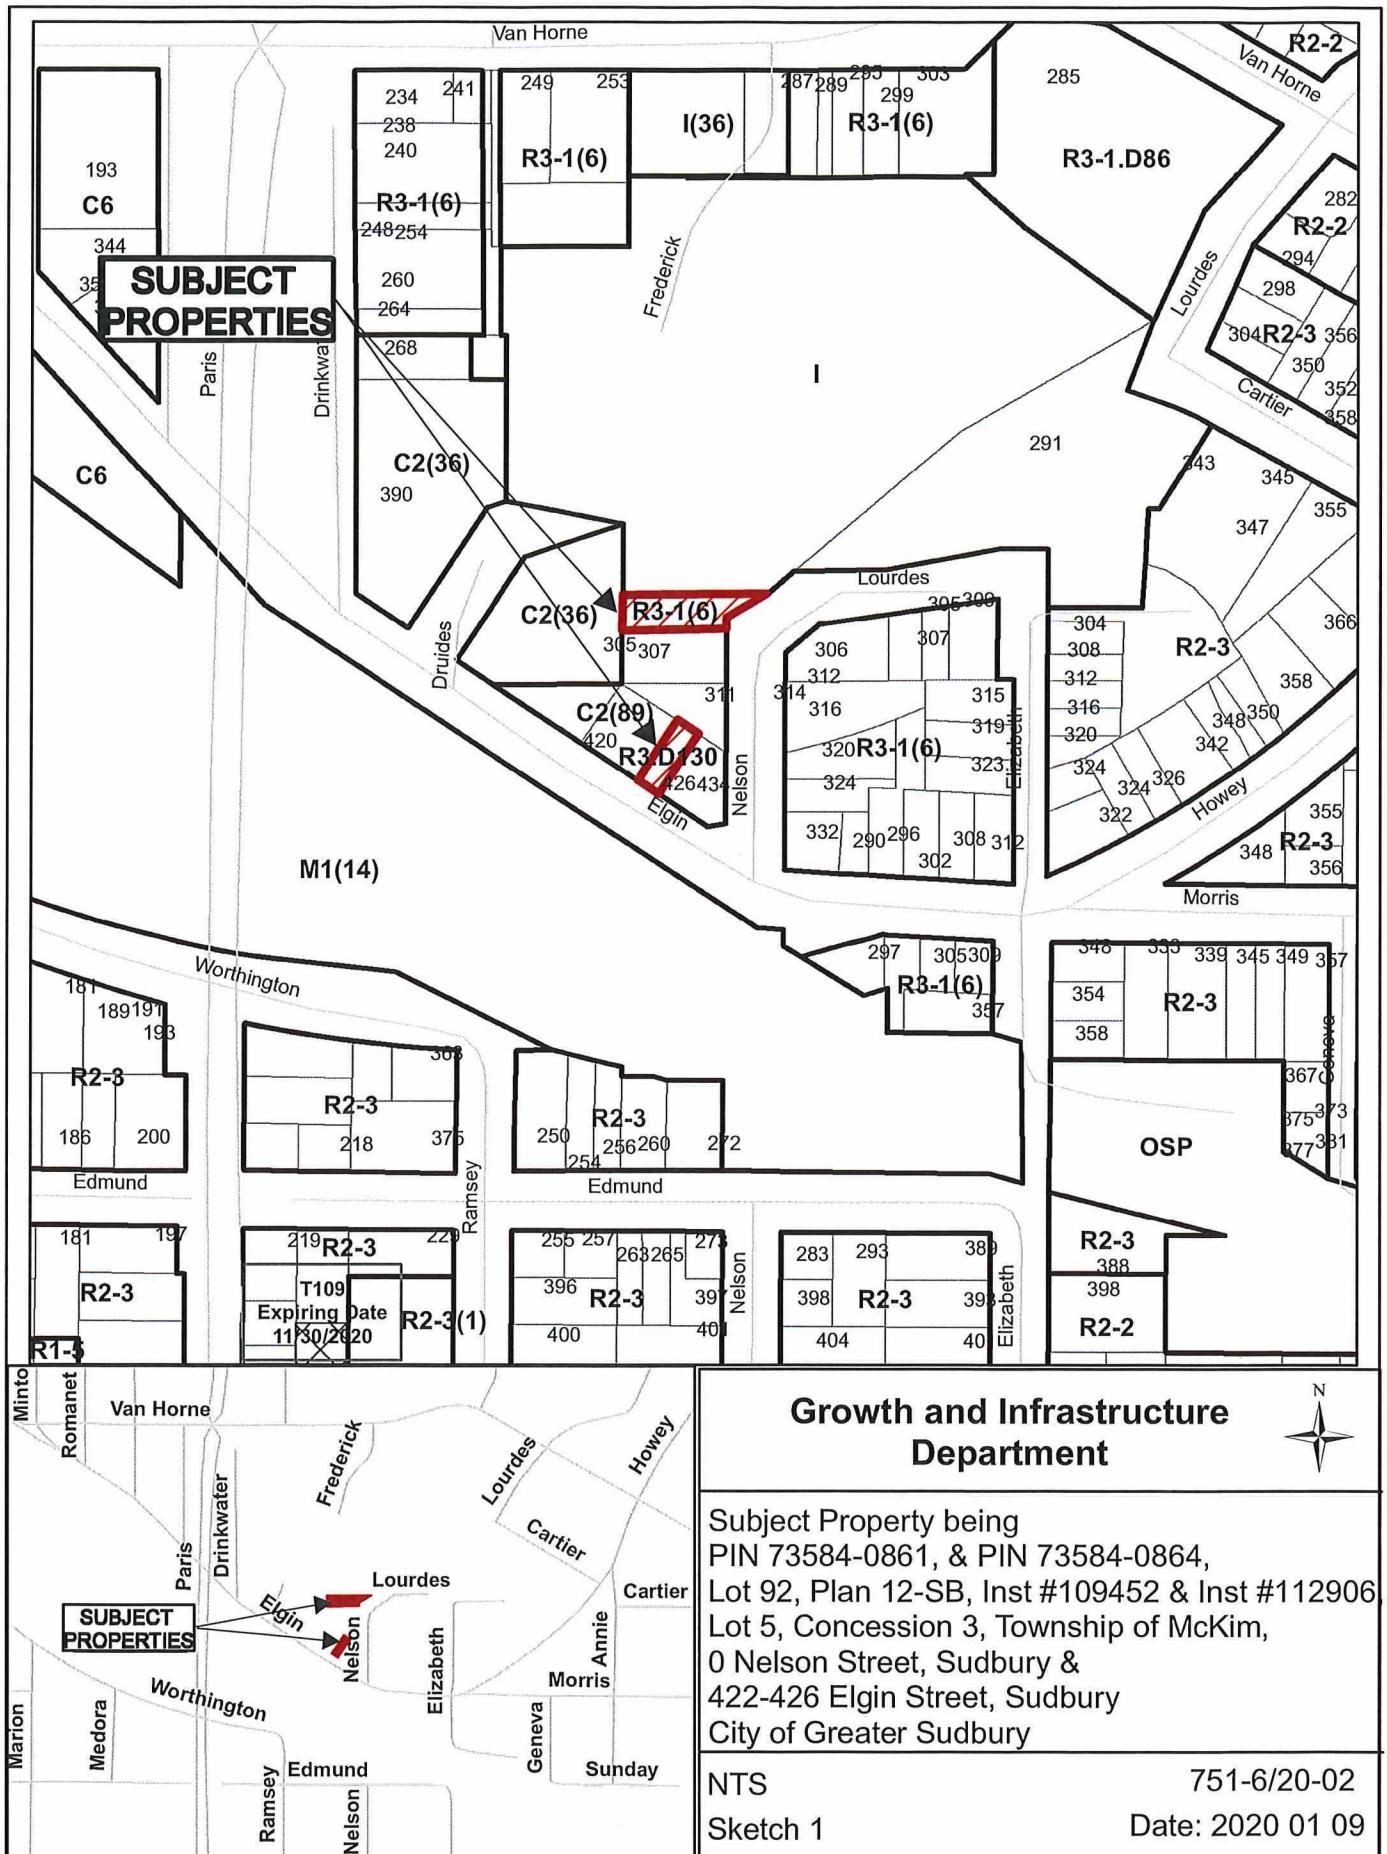 Van Horne
R2-2
Van Horne
234
241
249
253
287
289
295
303
299
285
238
240
I(36)
R3-1(6)
R3-1(6)
R3-1.D86
193
C6
R3-1(6)
282
R2-2
294
248
254
344
35
SUBJECT
PROPERTIES
260
264
268
Frederick
Lourdes
298
304
R2-3
356
350
352
358
Cartier
Paris
Drinkwa
I
C6
C2(36)
390
291
343
345
355
347
Lourdes
C2(36)
R3-1(6)
305
309
304
366
305
307
306
307
308
R2-3
Druides
312
312
358
311
314
316
315
316
C2(89)
348
350
420
R3-1(6)
319
320
342
R3.D130
320
323
Elizabeth
324
324
326
426
434
Nelson
324
322
Howey
Elgin
332
290
296
302
308
312
355
348
R2-3
356
M1(14)
Morris
Worthington
297
305
309
R3-1(6)
357
348
333
339
345
349
357
354
R2-3
358
Geneva
181
189
191
193
363
R2-3
R2-3
R2-3
186
200
218
375
250
254
256
260
272
367
375
373
377
381
OSP
Edmund
Ramsey
Edmund
181
197
219
R2-3
229
255
257
263
265
273
283
293
389
R2-3
388
R2-3
T109
Expiring Date
11/30/2020
R2-3(1)
396
R2-3
397
Nelson
398
R2-3
393
Elizabeth
398
R2-2
R1-5
400
401
404
40
Minto
Romanet
Van Horne
Frederick
Lourdes
Howey
Paris
Drinkwater
Cartier
Lourdes
Cartier
Elgin
SUBJECT
PROPERTIES
Nelson
Elizabeth
Annie
Morris
Worthington
Marion
Medora
Geneva
Edmund
Sunday
Ramsey
Nelson
Growth and Infrastructure
Department
N
Subject Property being
PIN 73584-0861, & PIN 73584-0864,
Lot 92, Plan 12-SB, Inst #109452 & Inst #112906,
Lot 5, Concession 3, Township of McKim,
0 Nelson Street, Sudbury &
422-426 Elgin Street, Sudbury
City of Greater Sudbury
NTS
751-6/20-02
Sketch 1
Date: 2020 01 09